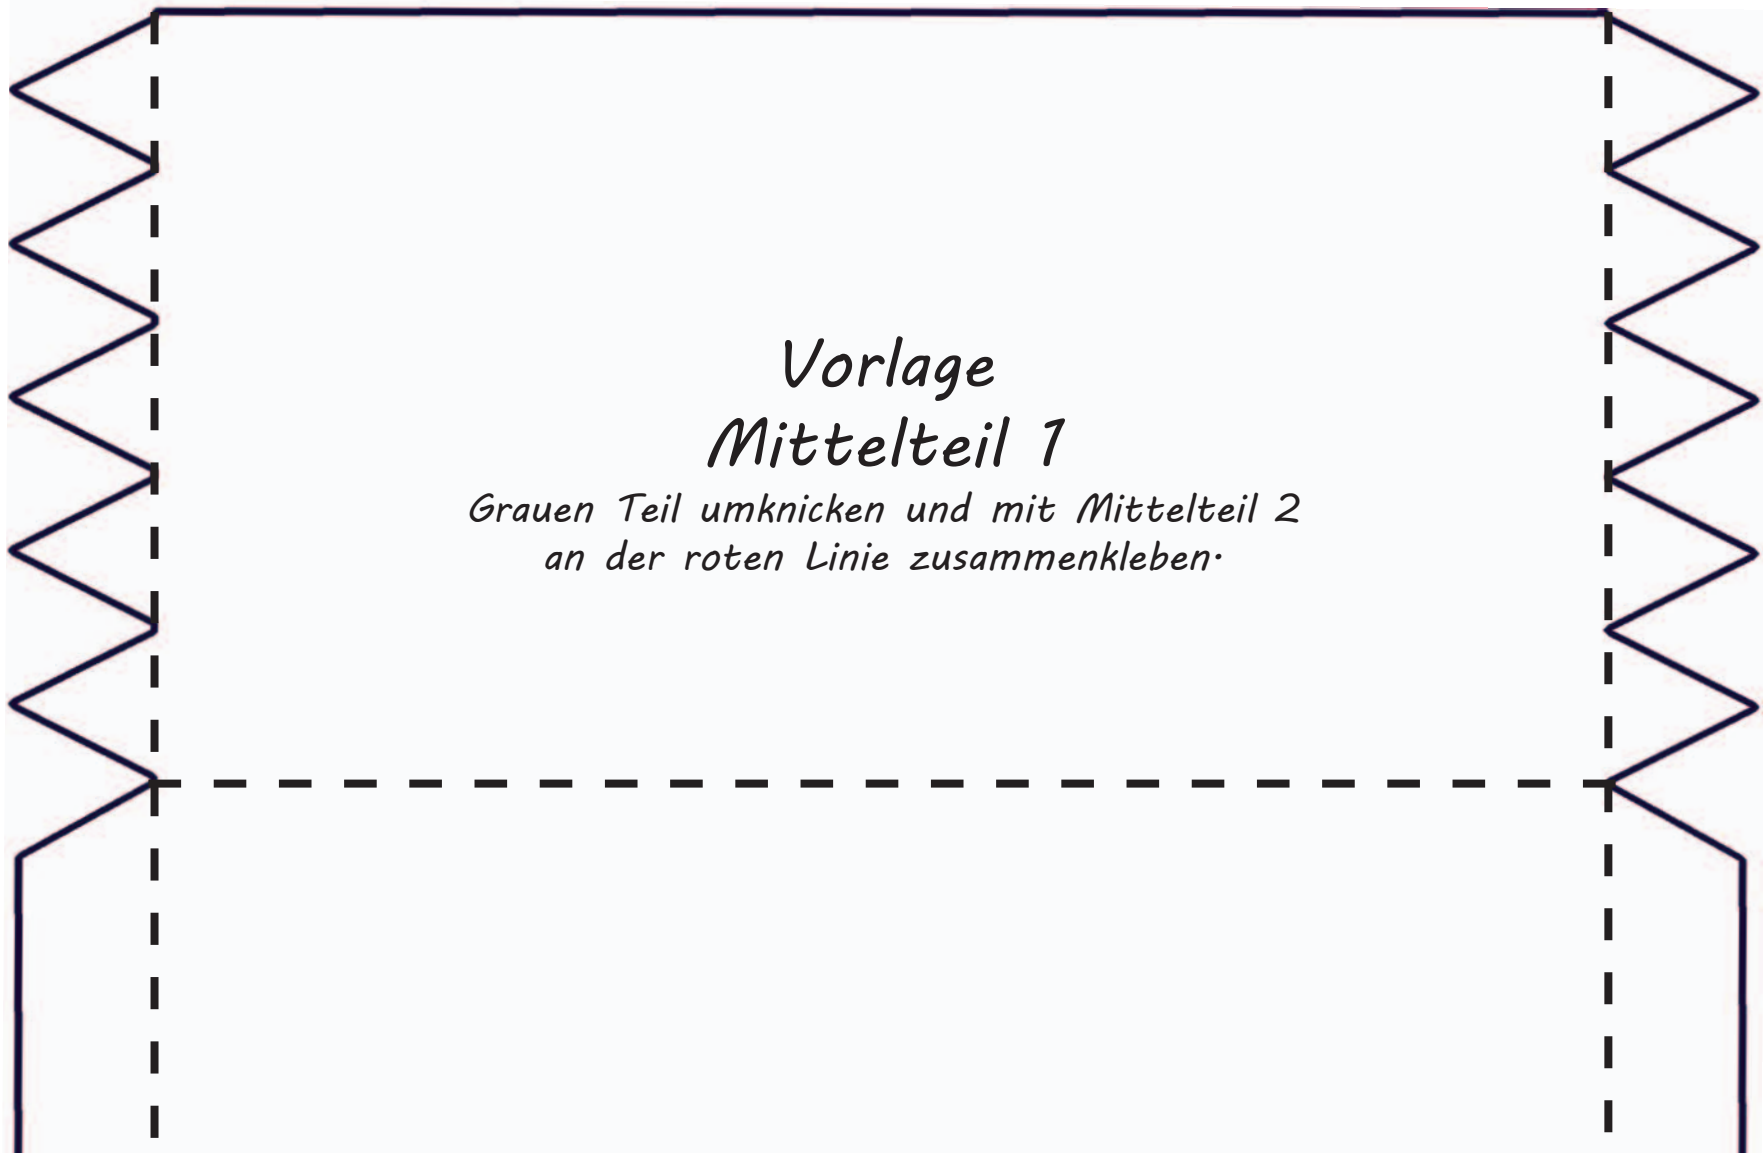 Vorlage
Mittelteil 1
Grauen Teil umknicken und mit Mittelteil 2
an der roten Linie zusammenkleben.